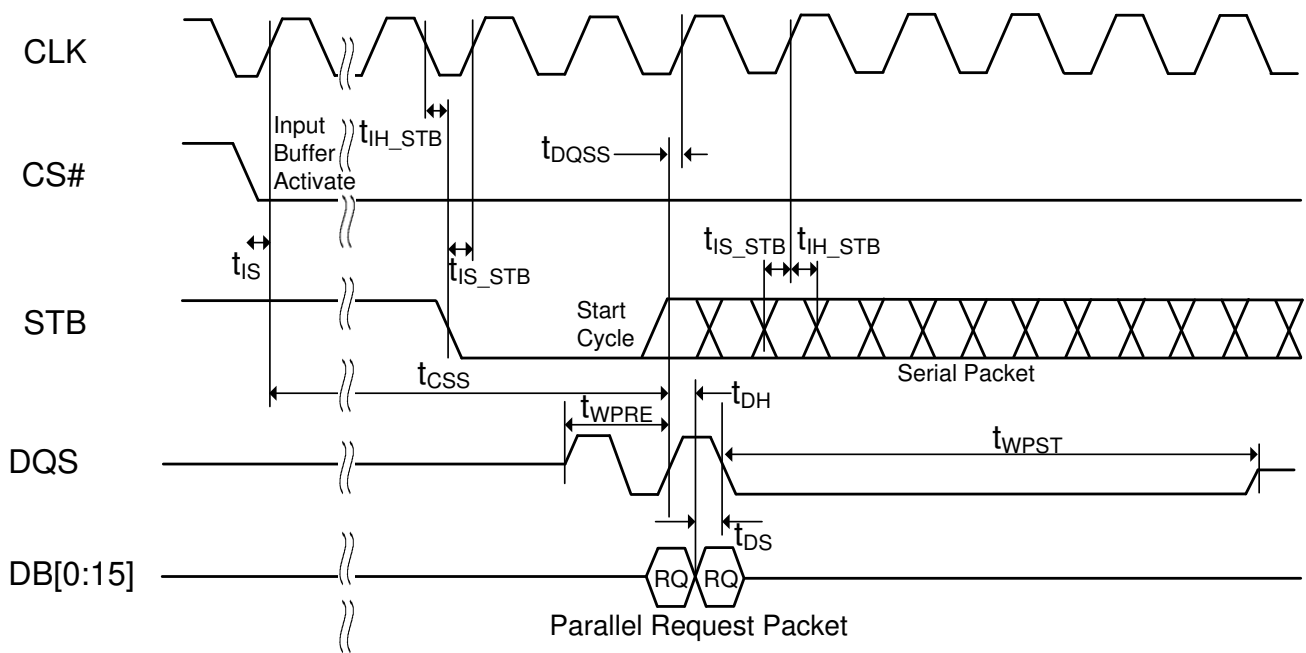 CLK
Input
Buffer
Activate
tIH_STB
tDQSS
CS#
tIS
tIS_STB
tIS_STB
tIH_STB
STB
Start
Cycle
Serial Packet
tCSS
tDH
tWPRE
DQS
tWPST
tDS
DB[0:15]
RQ
RQ
Parallel Request Packet